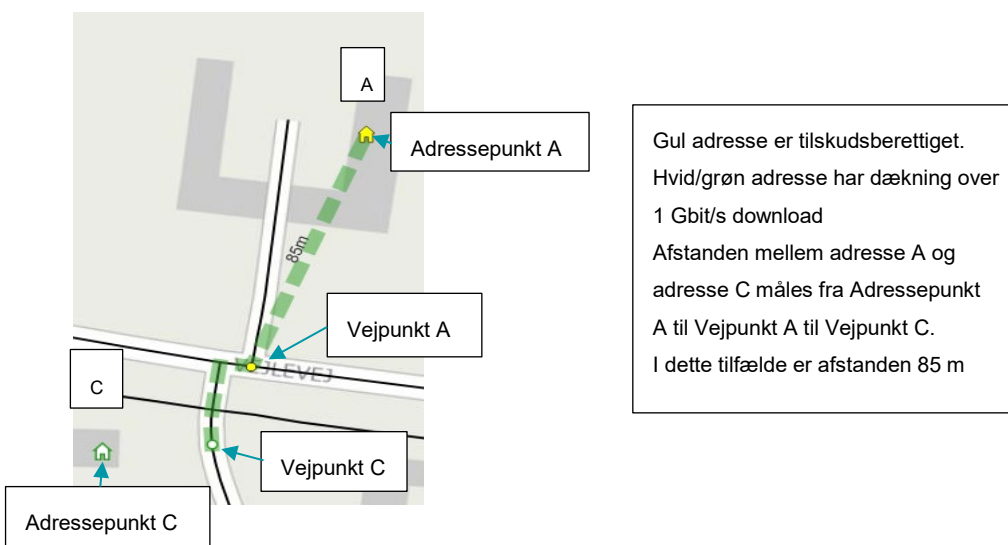 A
Adressepunkt A
85m
Vejpunkt A
VEJLEVEJ
C
Vejpunkt C
Adressepunkt C
Gul adresse er tilskudsberettiget.
Hvid/grøn adresse har dækning over
1 Gbit/s download
Afstanden mellem adresse A og
adresse C måles fra Adressepunkt
A til Vejpunkt A til Vejpunkt C.
I dette tilfælde er afstanden 85 m